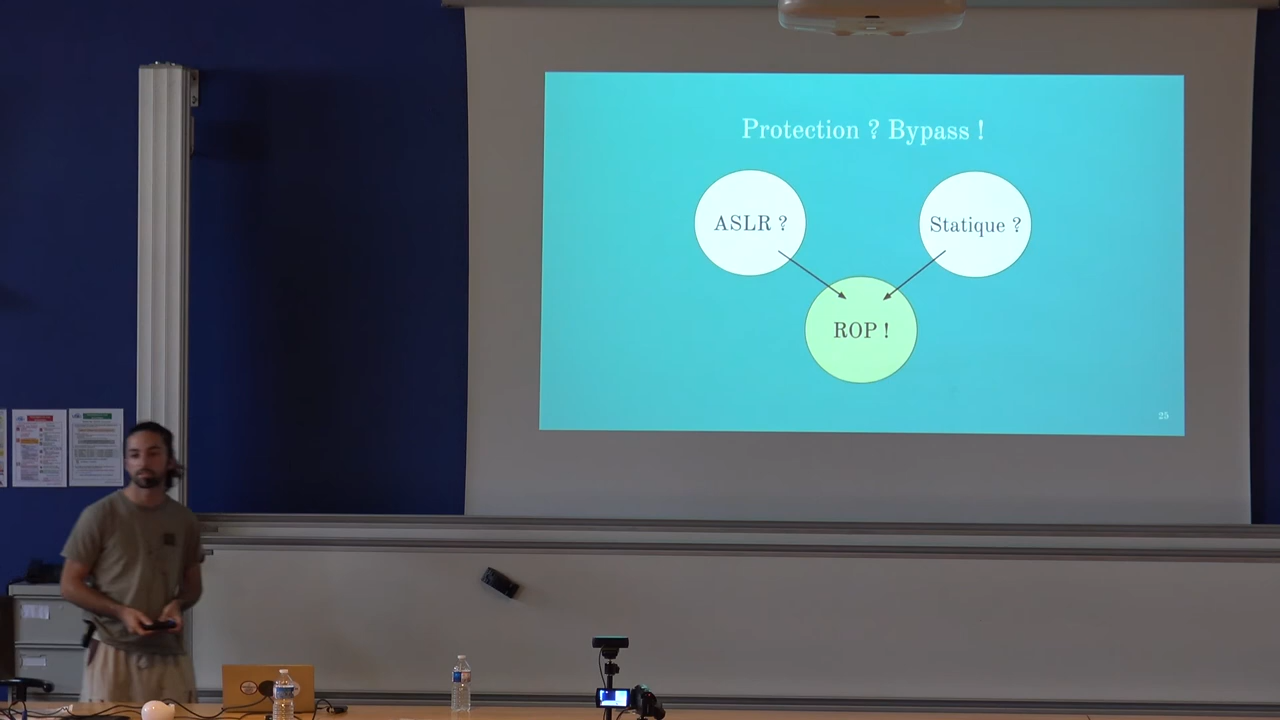 Protection ? Bypass !
ASLR ?
Statique ?
ROP !
25